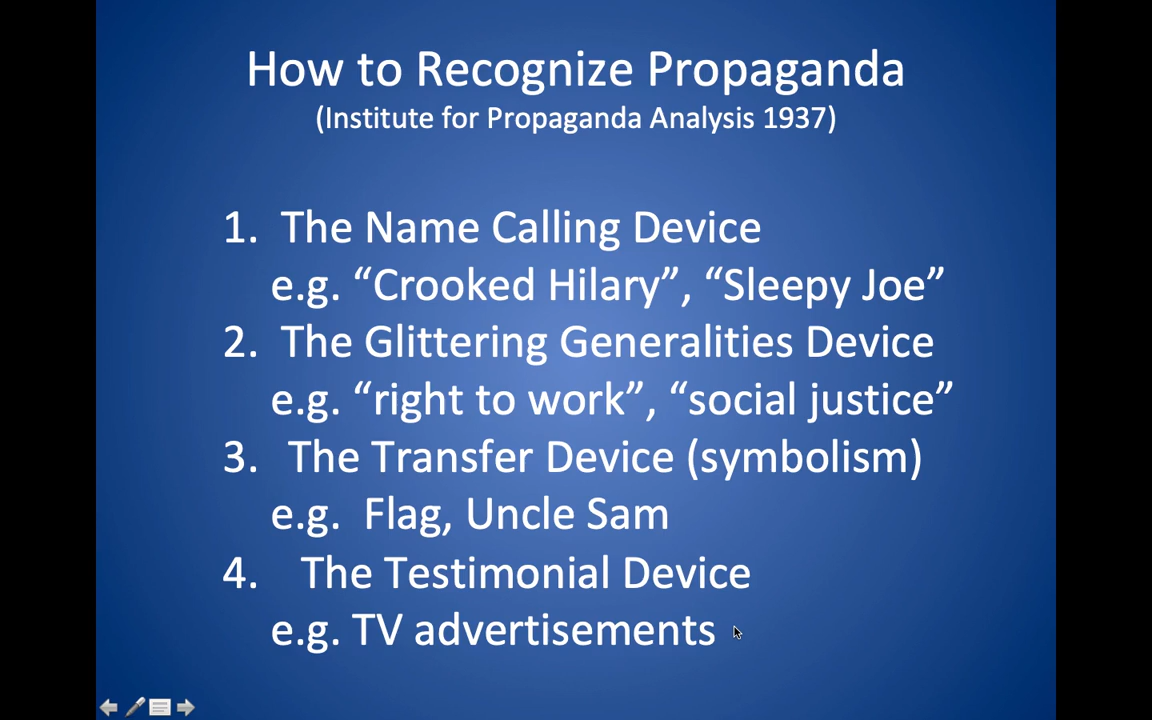 How to Recognize Propaganda
(Institute for Propaganda Analysis 1937)
1. The Name Calling Device
e.g. “Crooked Hilary”, “Sleepy Joe”
2. The Glittering Generalities Device
e.g. “right to work”, “social justice”
3. The Transfer Device (symbolism)
e.g. Flag, Uncle Sam
4. The Testimonial Device
e.g. TV advertisements